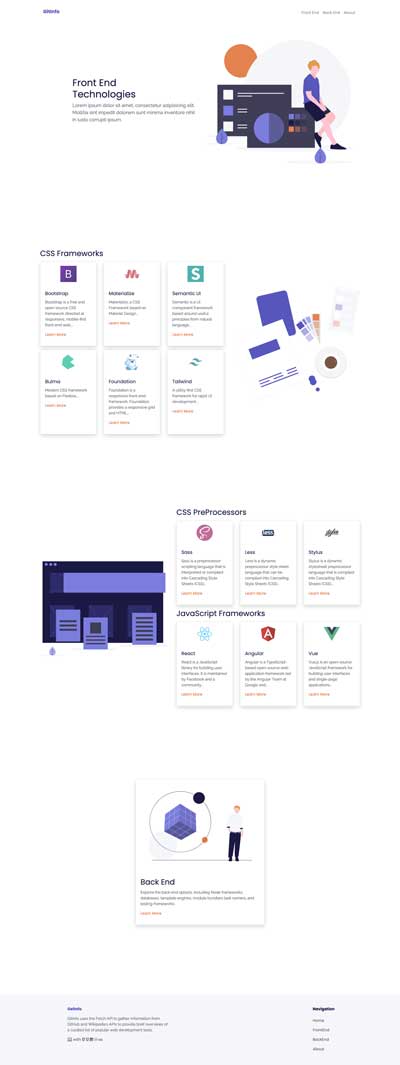 GitInfo
Front End Back End About
Front End
Technologies
Lorem ipsum dolor sit amet, consectetur adipisicing elit.
Mollitia sint impedit dolorem sunt minima inventore nihil
in iusto corrupti ipsum.
CSS Frameworks
Bootstrap
Bootstrap is a free and
open-source CSS
framework directed at
responsive, mobile-first
front-end web...
Learn More
Materialize
Materialize, a CSS
Framework based on
Material Design.
Learn More
Semantic UI
Semantic is a UI
component framework
based around useful
principles from natural
language.
Learn More
Bulma
Modern CSS framework
based on Flexbox...
Learn More
Foundation
Foundation is a
responsive front-end
framework. Foundation
provides a responsive grid
and HTML...
Learn More
Tailwind
A utility-first CSS
framework for rapid UI
development.
Learn More
CSS PreProcessors
Sass
Sass is a preprocessor
scripting language that is
interpreted or compiled
into Cascading Style
Sheets (CSS).
Learn More
Less
Less is a dynamic
preprocessor style sheet
language that can be
compiled into Cascading
Style Sheets (CSS)...
Learn More
Stylus
Stylus is a dynamic
stylesheet preprocessor
language that is compiled
into Cascading Style
Sheets (CSS).
Learn More
JavaScript Frameworks
React
React is a JavaScript
library for building user
interfaces. It is maintained
by Facebook and a
community...
Learn More
Angular
Angular is a TypeScript-
based open-source web
application framework led
by the Angular Team at
Google and...
Learn More
Vue
Vue.js is an open-source
JavaScript framework for
building user interfaces
and single-page
applications.
Learn More
Back End
Explore the back end options, including Node frameworks,
databases, template engines, module bundlers, task runners, and
testing frameworks.
Learn More
GitInfo
GitInfo uses the Fetch API to gather information from
GitHub and Wikipedia's APIs to provide brief overviews of
a curated list of popular web development tools.
with
Navigation
Home
FrontEnd
BackEnd
About